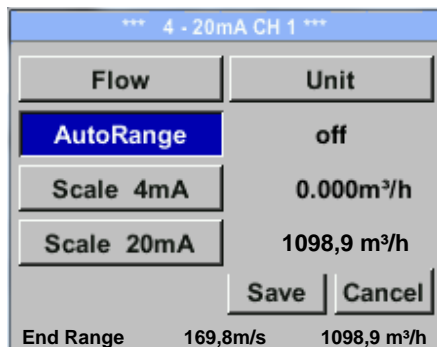 *** 4 - 20mA CH 1 ***
Flow Unit
AutoRange off
Scale 4mA 0.000m³/h
Scale 20mA 1098,9 m³/h
Save Cancel
End Range 169,8m/s 1098,9 m³/h